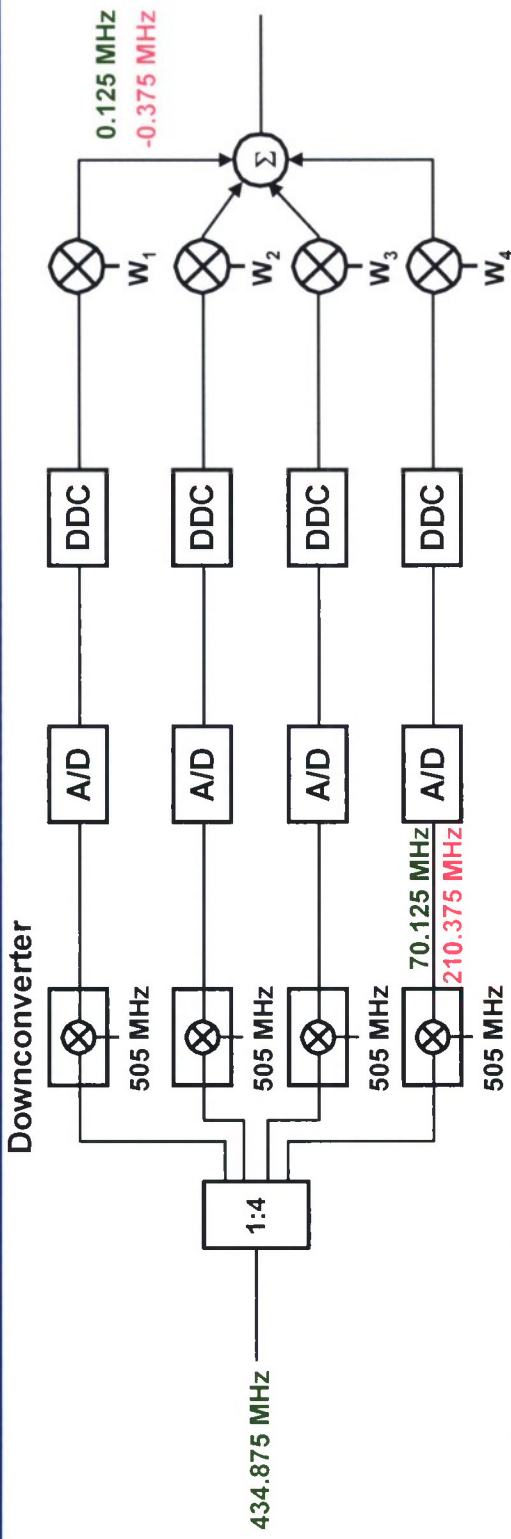 Downconverter
434.875 MHz
1:4
505 MHz
A/D
DDC
W1
505 MHz
A/D
DDC
W2
505 MHz
A/D
DDC
W3
505 MHz
70.125 MHz
210.375 MHz
A/D
DDC
W4
Σ
0.125 MHz
-0.375 MHz